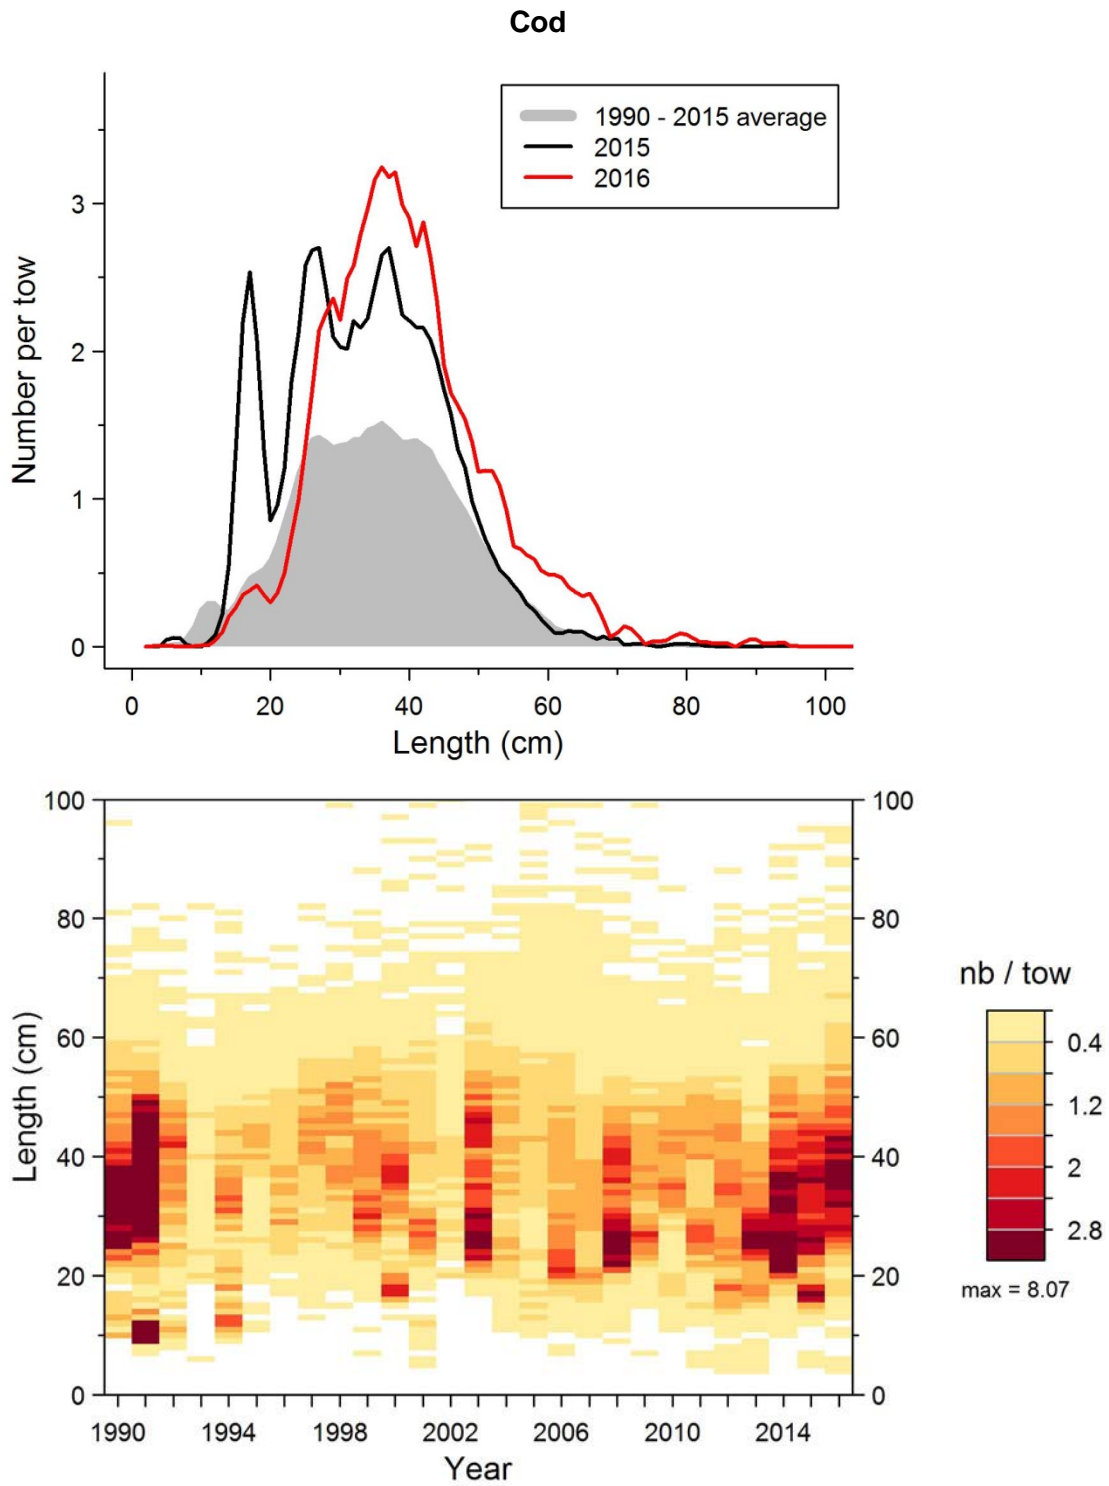 Cod
1990 - 2015 average
2015
2016
Number per tow
3
2
1
0
0 20 40 60 80 100
Length (cm)
100 100
80 80
60 60
40 40
20 20
0 0
Length (cm)
1990 1994 1998 2002 2006 2010 2014
Year
nb / tow
0.4
1.2
2
2.8
max = 8.07